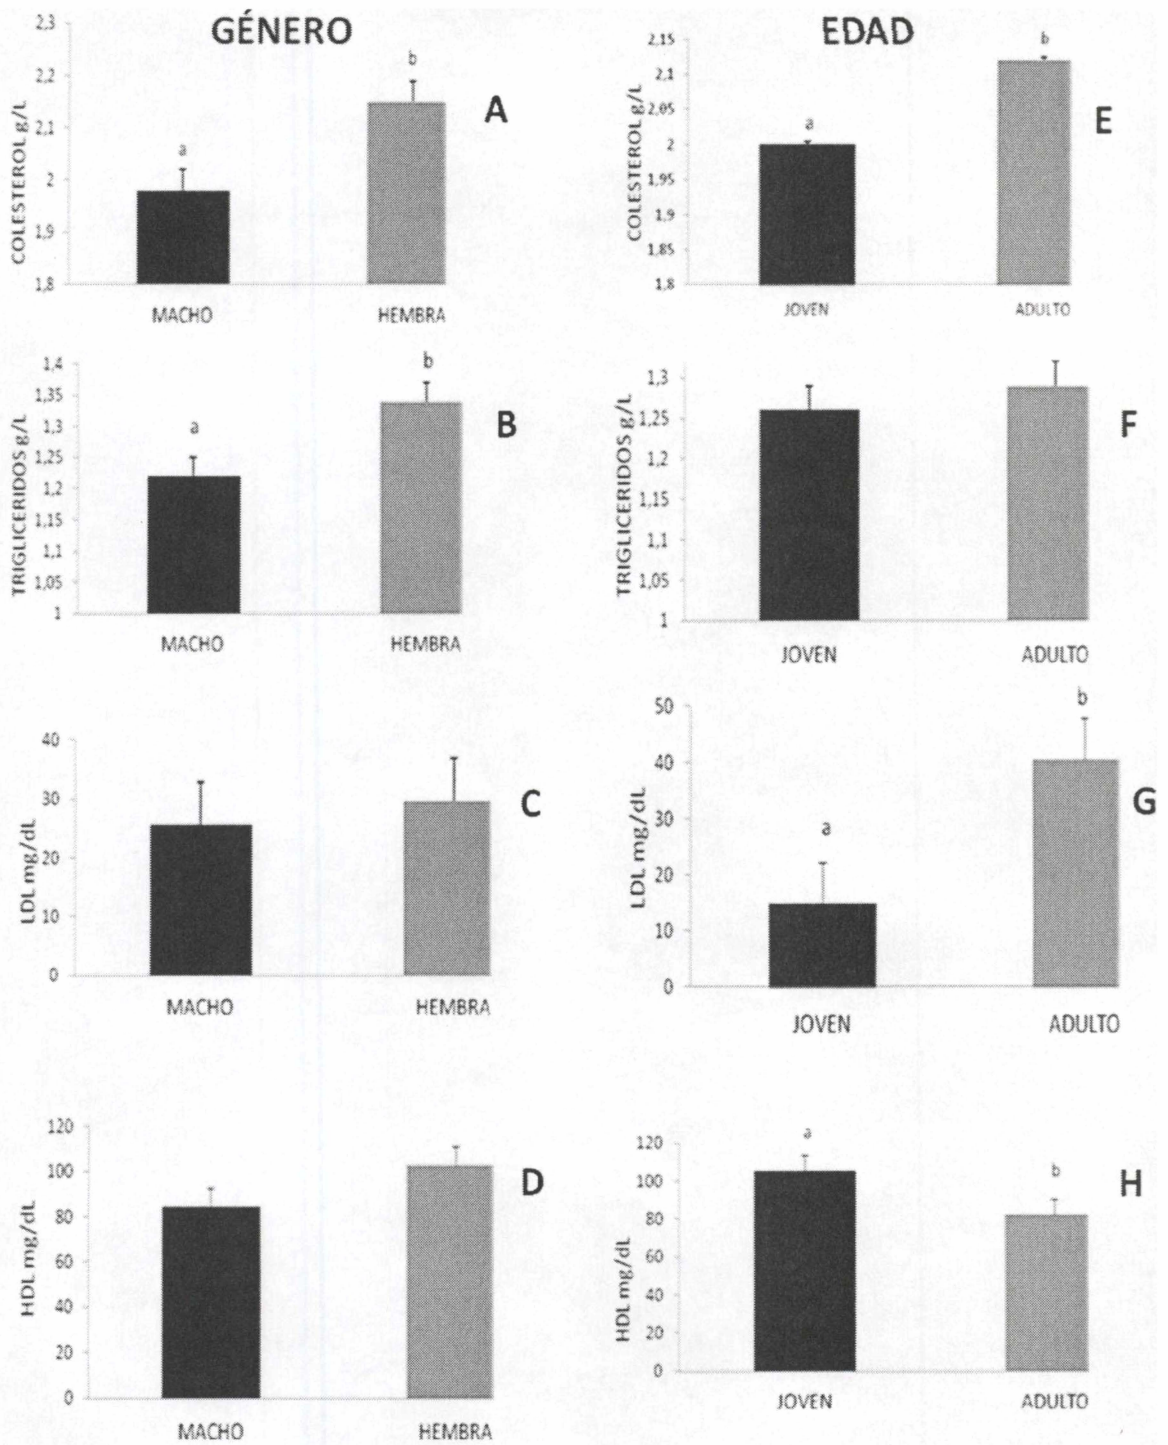 GÉNERO
COLESTEROL g/L
2,3
2,2
2,1
2
1,9
1,8
a
b
A
MACHO
HEMBRA
TRIGLICERIDOS g/L
1,4
1,35
1,3
1,25
1,2
1,15
1,1
1,05
1
a
b
B
MACHO
HEMBRA
LDL mg/dL
40
30
20
10
0
C
MACHO
HEMBRA
HDL mg/dL
120
100
80
60
40
20
0
D
MACHO
HEMBRA
EDAD
COLESTEROL g/L
2,15
2,1
2,05
2
1,95
1,9
1,85
1,8
a
b
E
JOVEN
ADULTO
TRIGLICERIDOS g/L
1,3
1,25
1,2
1,15
1,1
1,05
1
F
JOVEN
ADULTO
LDL mg/dL
50
40
30
20
10
0
a
b
G
JOVEN
ADULTO
HDL mg/dL
120
100
80
60
40
20
0
a
b
H
JOVEN
ADULTO